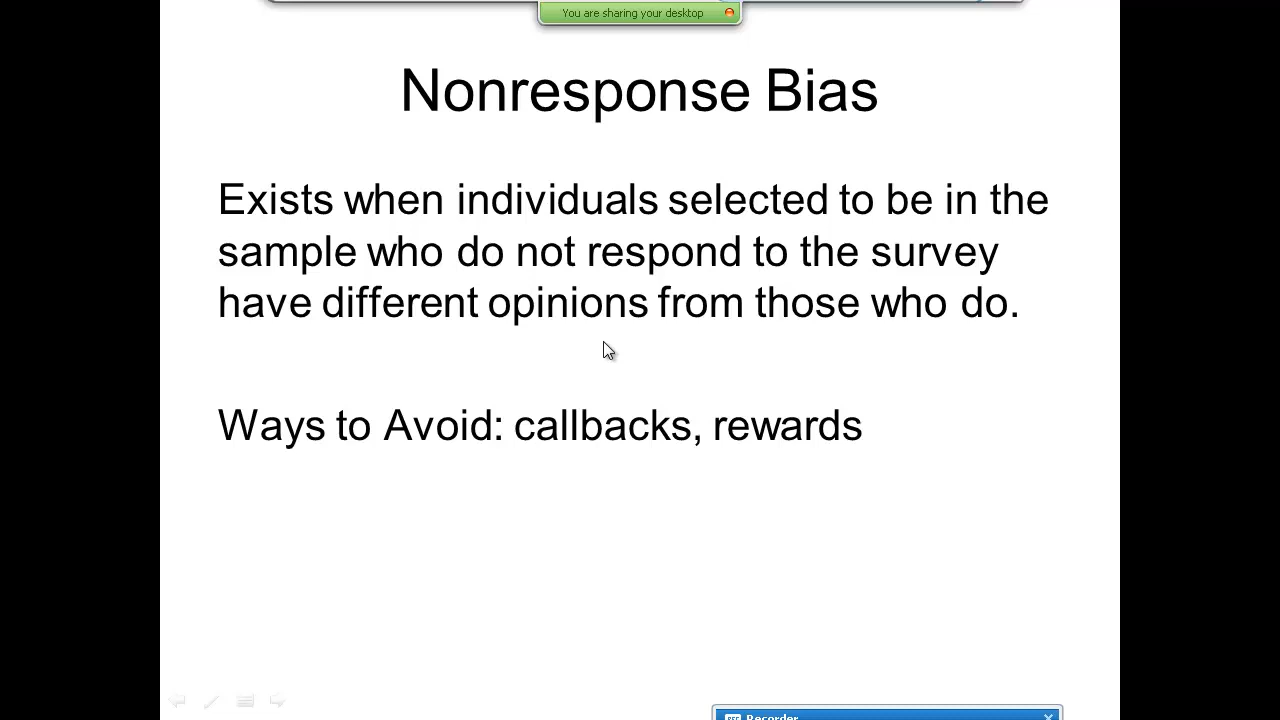 You are sharing your desktop
Nonresponse Bias
Exists when individuals selected to be in the
sample who do not respond to the survey
have different opinions from those who do.
Ways to Avoid: callbacks, rewards
Recorder